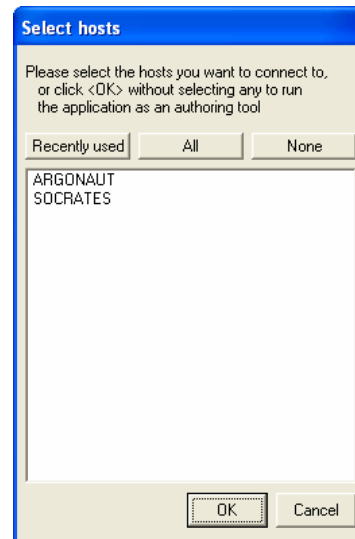 Select hosts
Please select the hosts you want to connect to,
or click <OK> without selecting any to run
the application as an authoring tool
Recently used All None
ARGONAUT
SOCRATES
OK Cancel